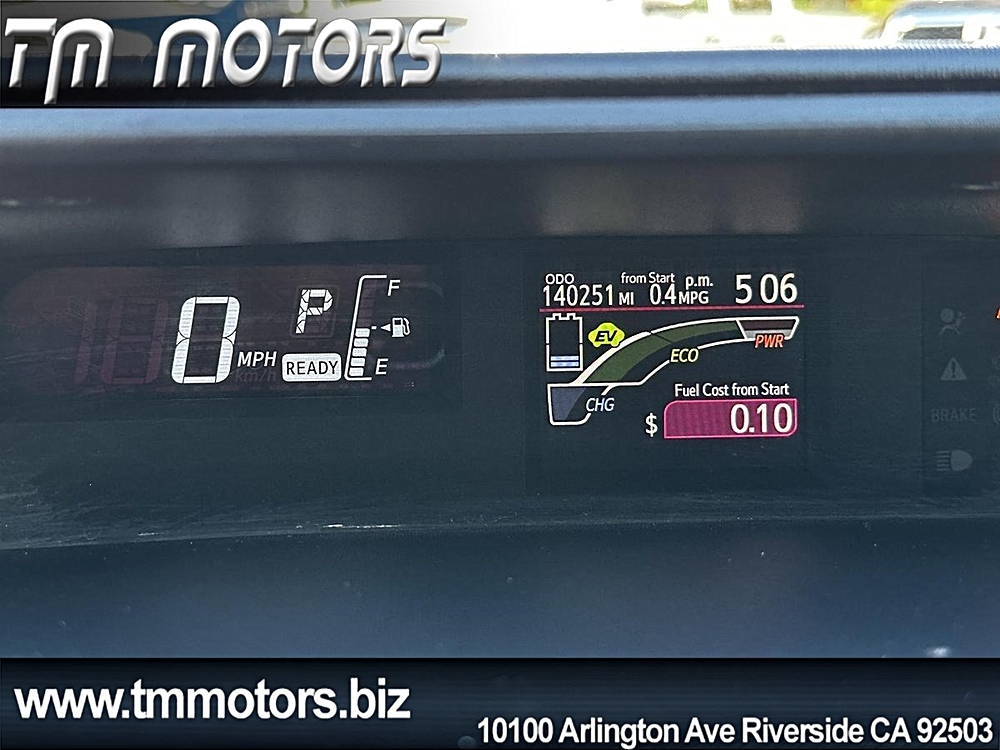 TM MOTORS
0 MPH
P
READY
F
E
ODO
140251 MI
from Start
0.4 MPG
p.m.
5 06
EV
PWR
ECO
CHG
Fuel Cost from Start
$ 0.10
BRAKE
www.tmmotors.biz
10100 Arlington Ave Riverside CA 92503